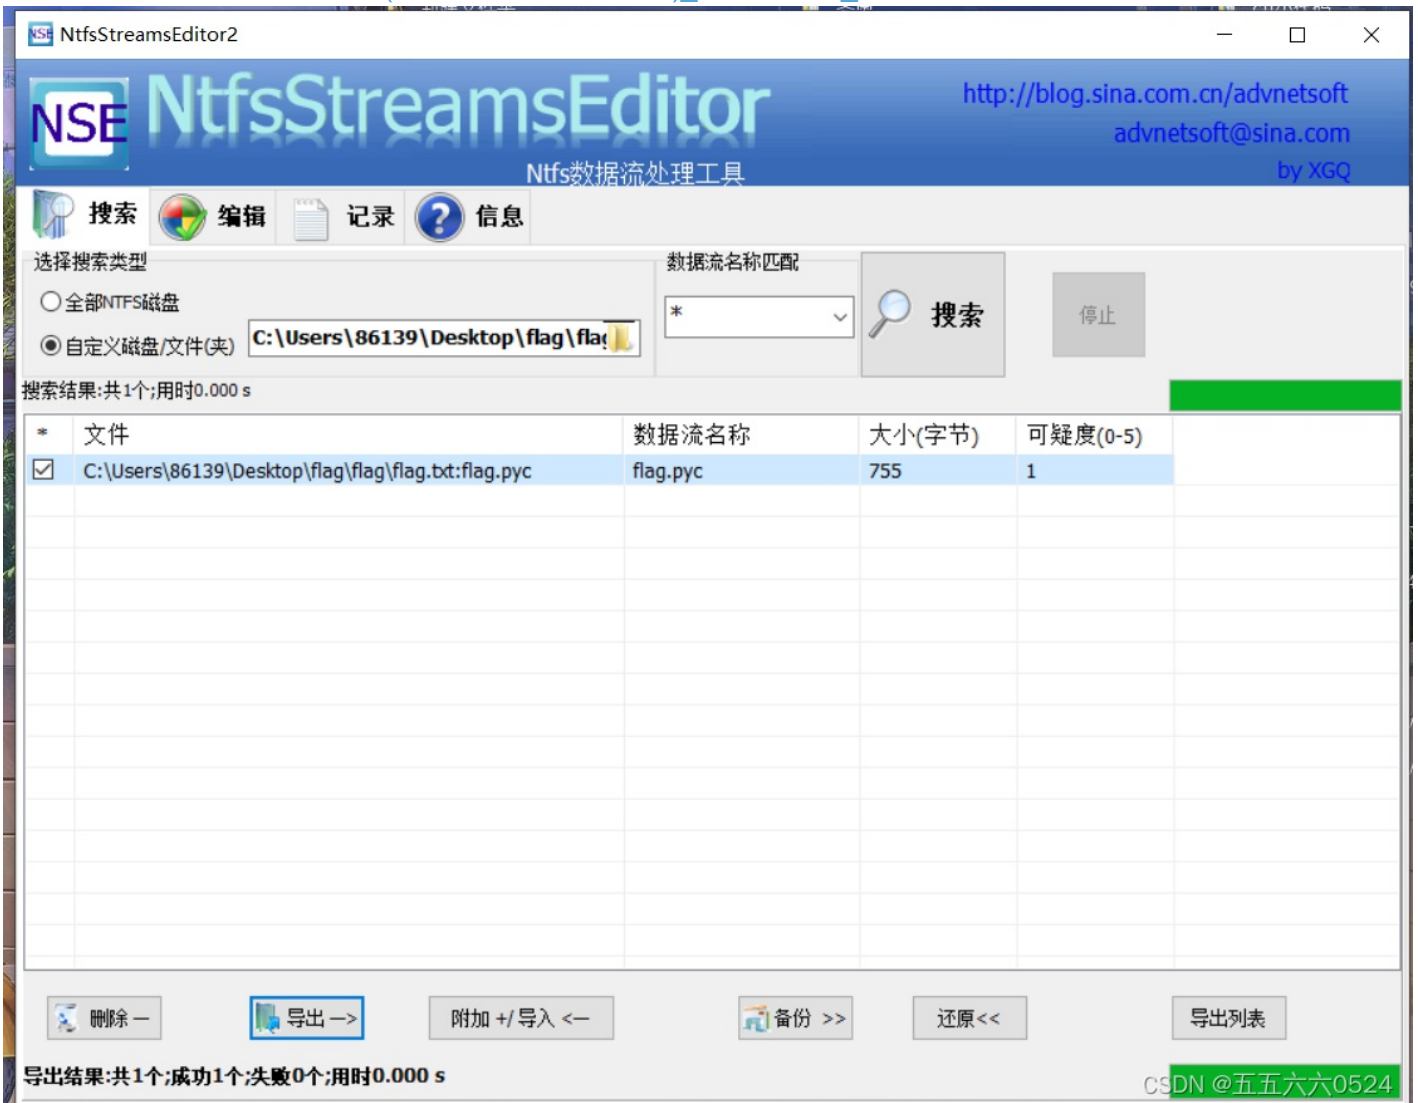 NSE NtfsStreamsEditor2
NSE NtfsStreamsEditor
http://blog.sina.com.cn/advnetsoft
advnetsoft@sina.com
Ntfs数据流处理工具
by XGQ
搜索 编辑 记录 信息
选择搜索类型 数据流名称匹配
全部NTFS磁盘
* 搜索 停止
自定义磁盘/文件(夹) C:\Users\86139\Desktop\flag\flag
搜索结果:共1个;用时0.000 s
* 文件 数据流名称 大小(字节) 可疑度(0-5)
C:\Users\86139\Desktop\flag\flag\flag.txt:flag.pyc flag.pyc 755 1
删除 — 导出 —> 附加 +/导入 <— 备份 >> 还原<< 导出列表
导出结果:共1个;成功1个;失败0个;用时0.000 s
CSDN @五五六六0524